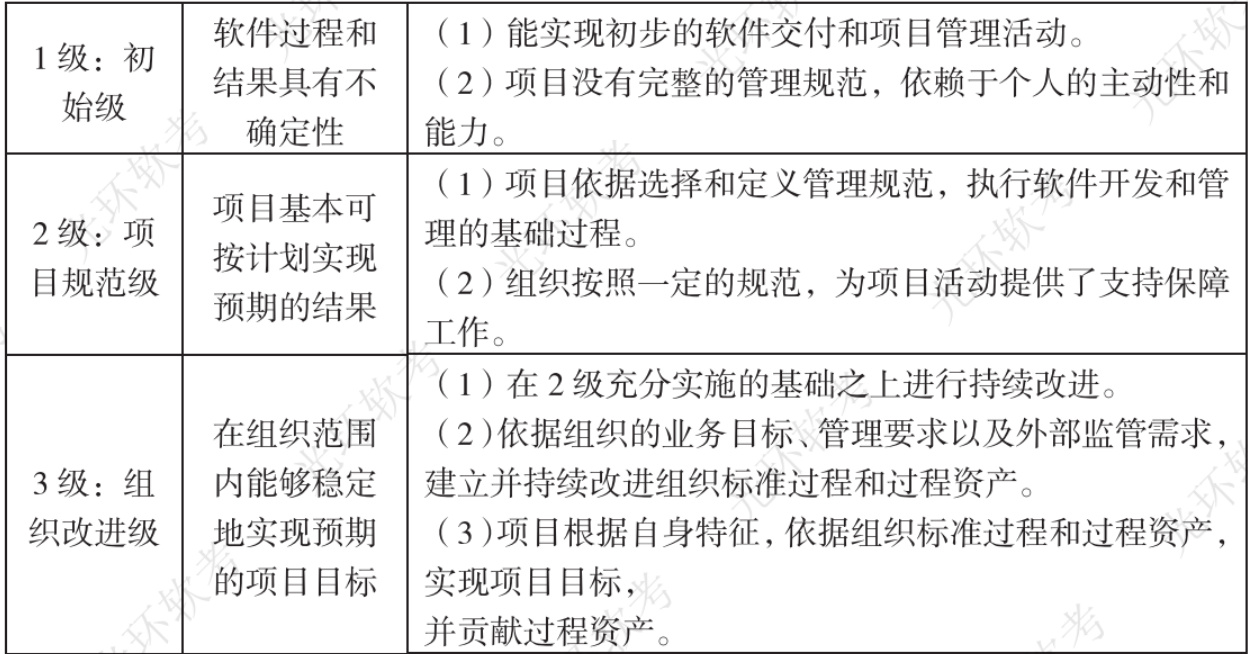 1 级：初
始级
软件过程和
结果具有不
确定性
（1）能实现初步的软件交付和项目管理活动。
（2）项目没有完整的管理规范，依赖于个人的主动性和
能力。
2 级：项
目规范级
项目基本可
按计划实现
预期的结果
（1）项目依据选择和定义管理规范，执行软件开发和管
理的基础过程。
（2）组织按照一定的规范，为项目活动提供了支持保障
工作。
3 级：组
织改进级
在组织范围
内能够稳定
地实现预期
的项目目标
（1）在 2 级充分实施的基础之上进行持续改进。
（2）依据组织的业务目标、管理要求以及外部监管需求，
建立并持续改进组织标准过程和过程资产。
（3）项目根据自身特征，依据组织标准过程和过程资产，
实现项目目标，
并贡献过程资产。
光环软考